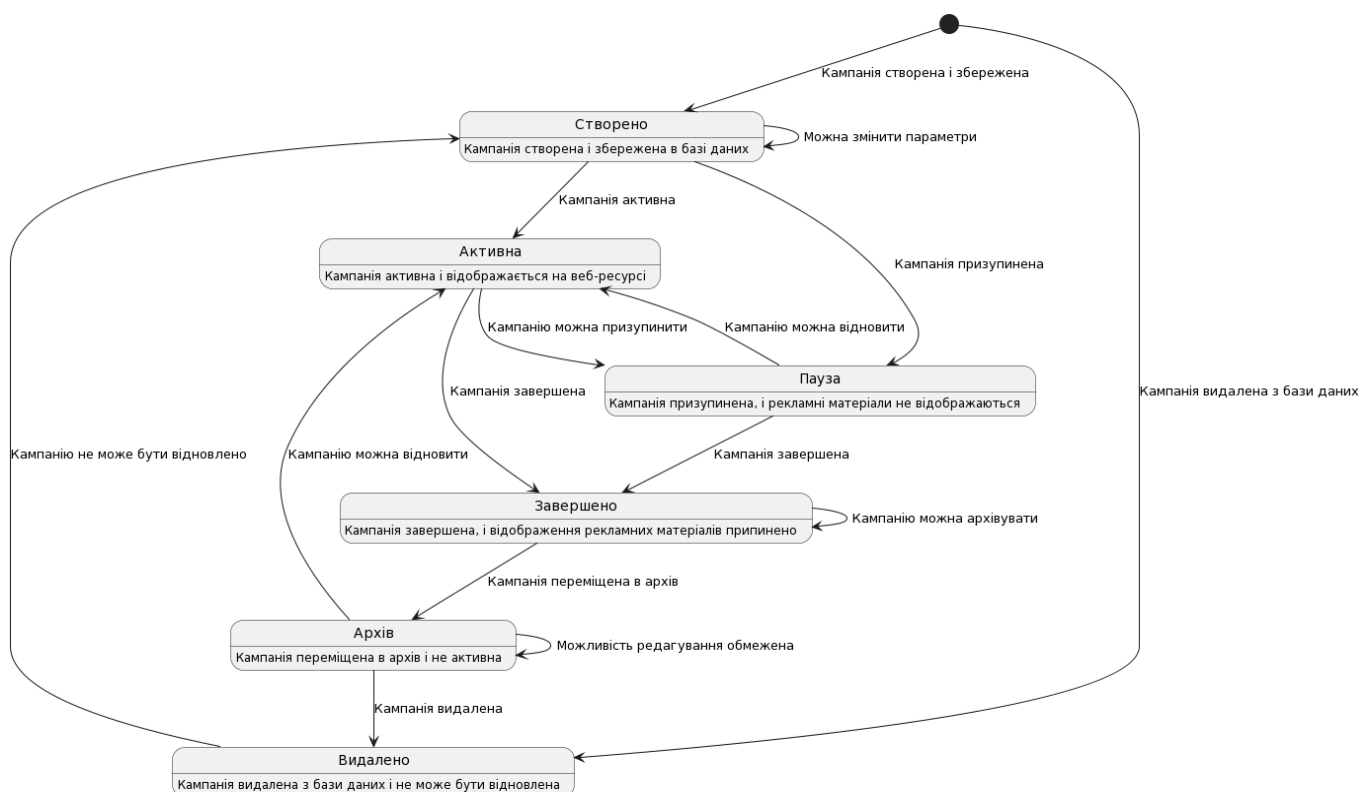 Кампанія створена і збережена
Створено
Кампанія створена і збережена в базі даних
Можна змінити параметри
Кампанія активна
Активна
Кампанія активна і відображається на веб-ресурсі
Кампанія призупинена
Кампанію можна призупинити
Кампанію можна відновити
Пауза
Кампанія призупинена, і рекламні матеріали не відображаються
Кампанія завершена
Кампанія видалена з бази даних
Кампанію не може бути відновлено
Кампанію можна відновити
Кампанія завершена
Завершено
Кампанія завершена, і відображення рекламних матеріалів припинено
Кампанію можна архівувати
Кампанія переміщена в архів
Архів
Кампанія переміщена в архів і не активна
Можливість редагування обмежена
Кампанія видалена
Видалено
Кампанія видалена з бази даних і не може бути відновлена